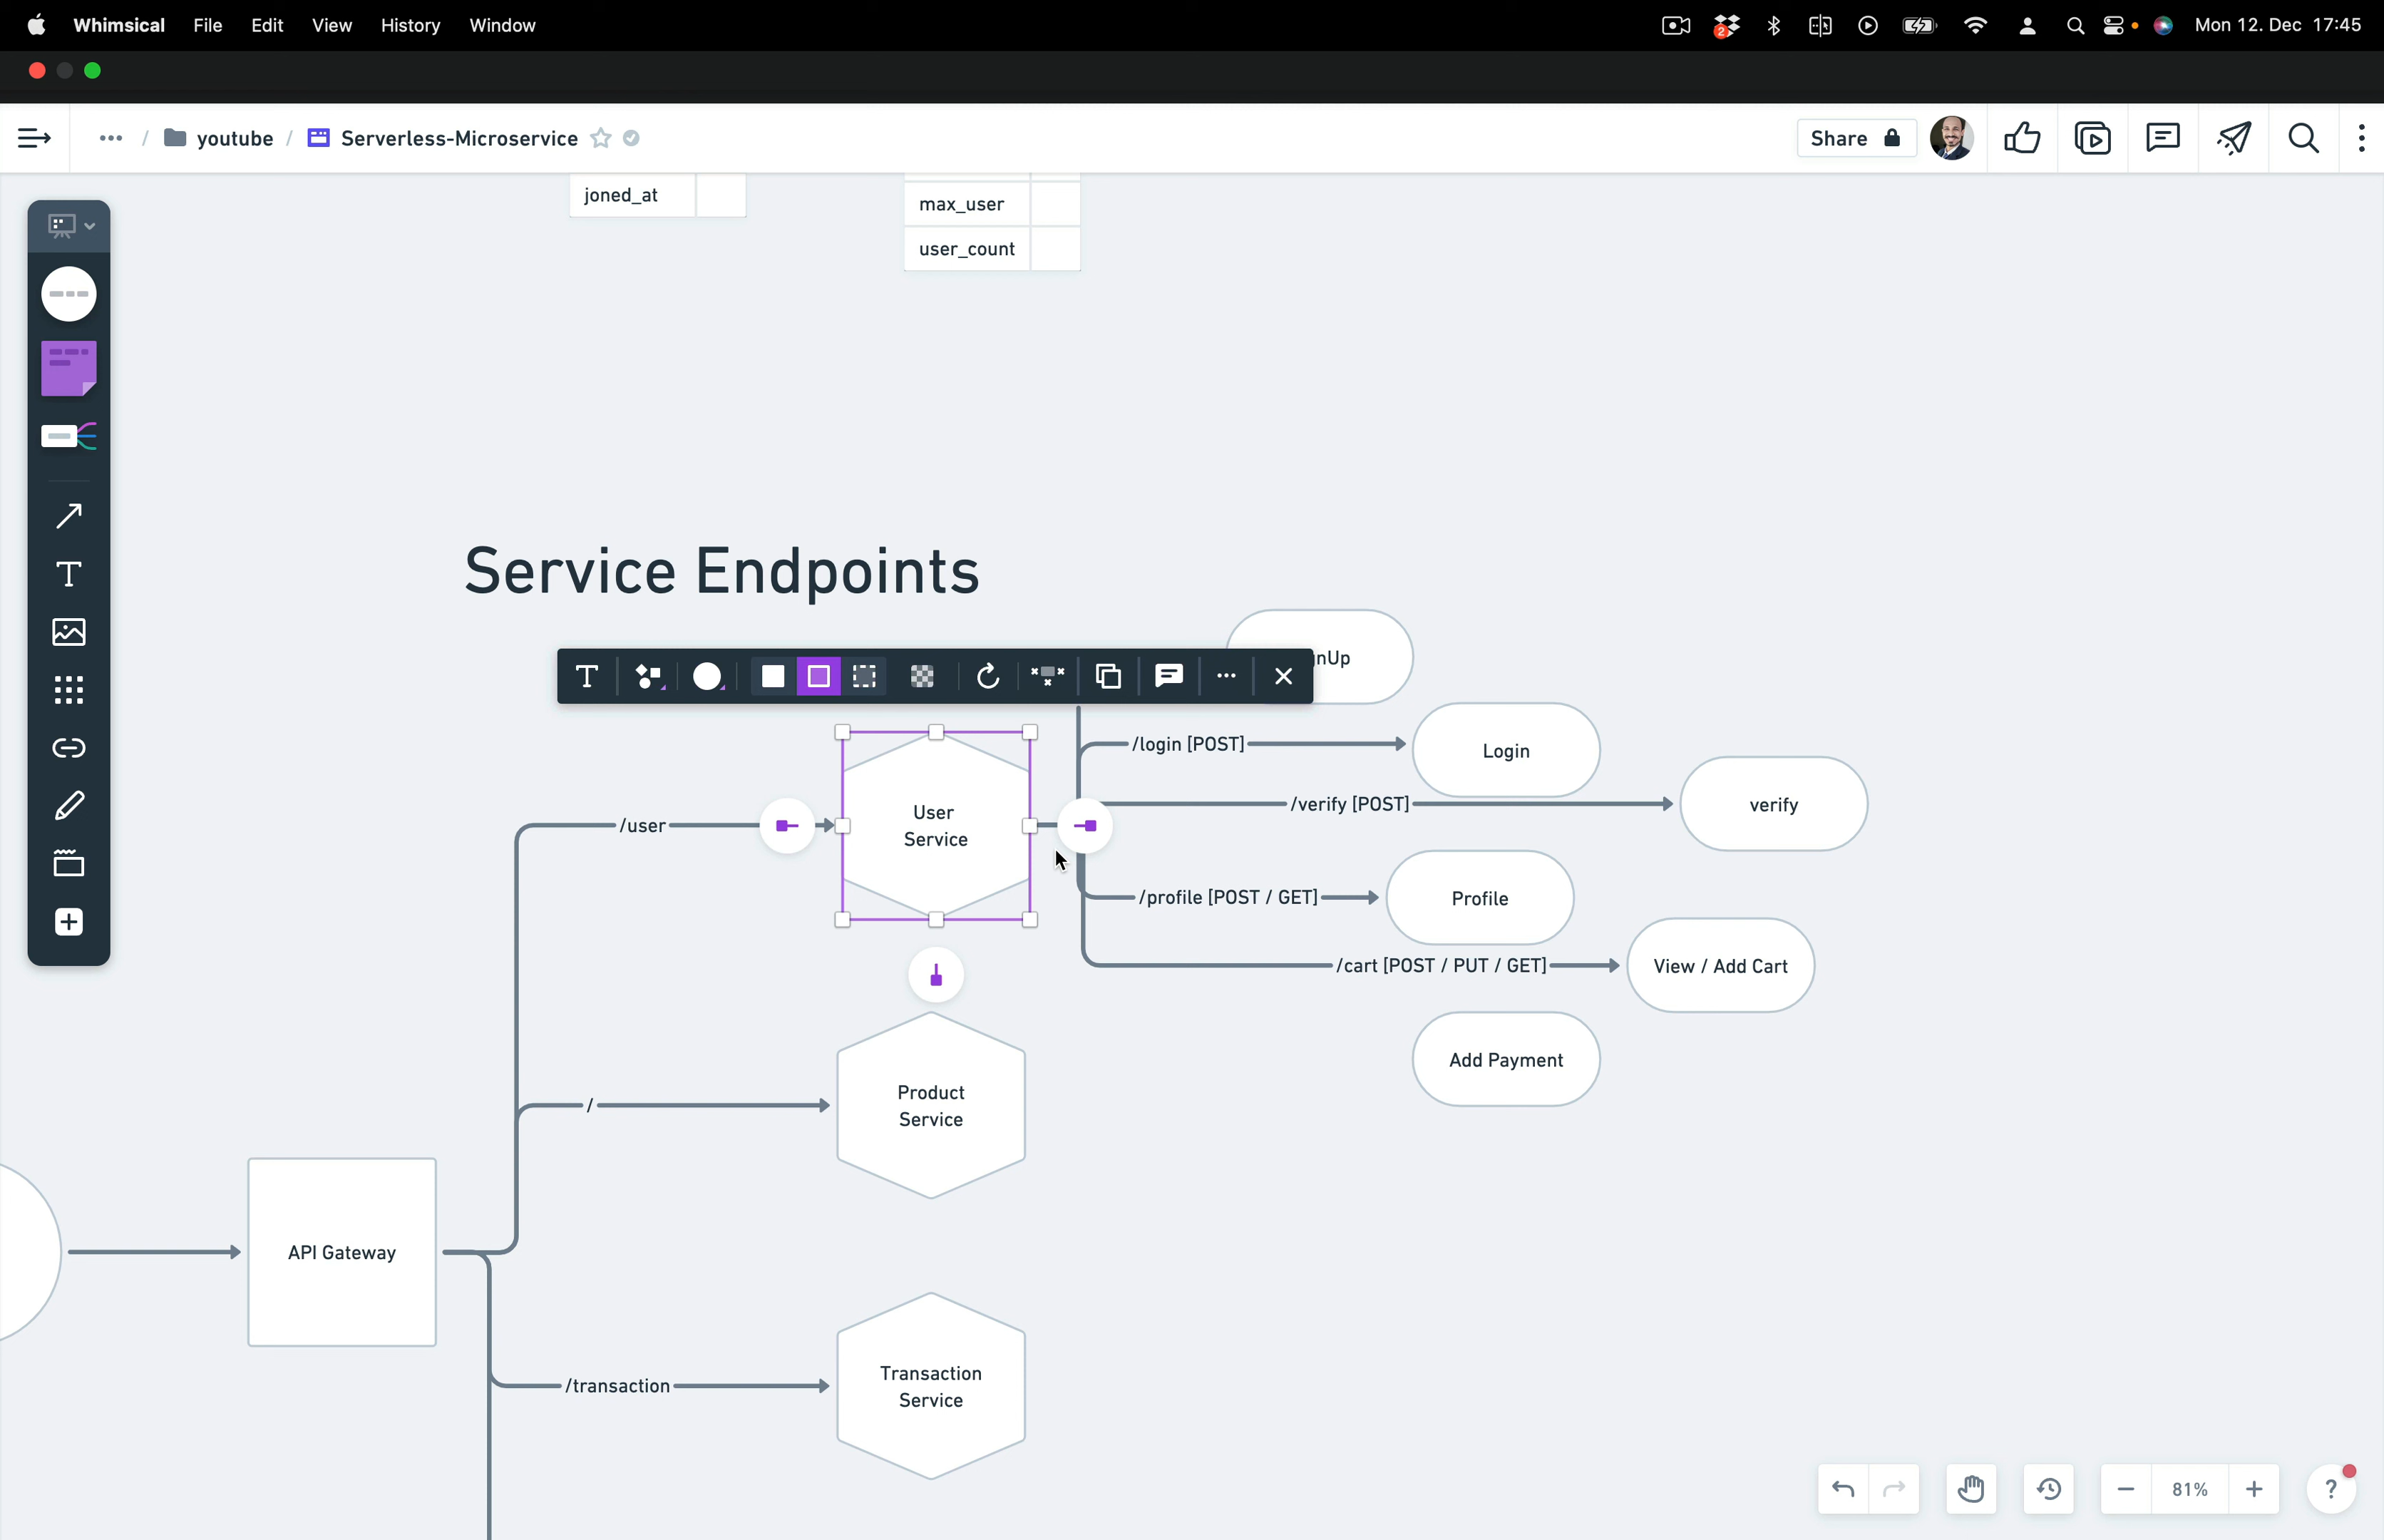 Whimsical File Edit View History Window
2
Mon 12. Dec 17:45
... / youtube / Serverless-Microservice
Share
joned_at
max_user
user_count
T
Service Endpoints
nUp
T
/login [POST]
Login
/verify [POST]
verify
/user
User
Service
/profile [POST / GET]
Profile
/cart [POST / PUT / GET]
View / Add Cart
Add Payment
/
Product
Service
API Gateway
/transaction
Transaction
Service
81%
?